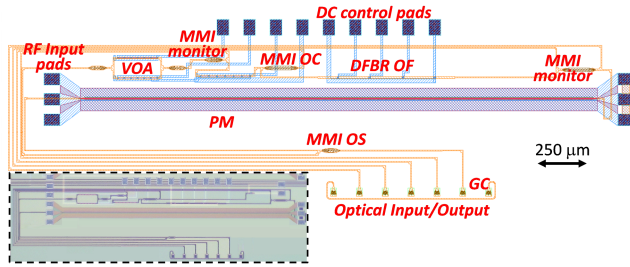 DC control pads
MMI
monitor
RF Input
pads
VOA
MMI OC
DFBR OF
MMI
monitor
PM
MMI OS
250 µm
GC
Optical Input/Output